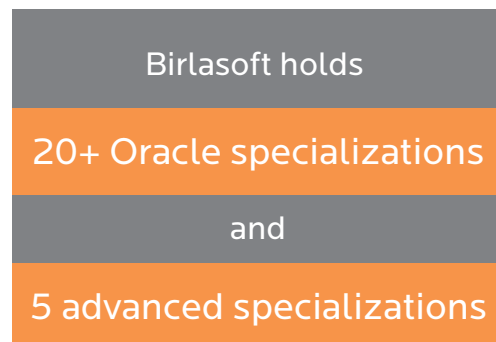 Birlasoft holds
20+ Oracle specializations
and
5 advanced specializations